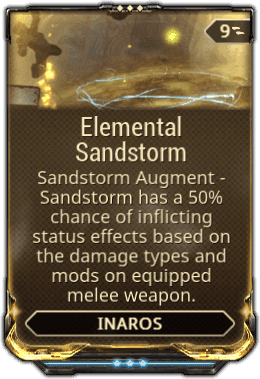 9
Elemental
Sandstorm
Sandstorm Augment -
Sandstorm has a 50%
chance of inflicting
status effects based on
the damage types and
mods on equipped
melee weapon.
INAROS